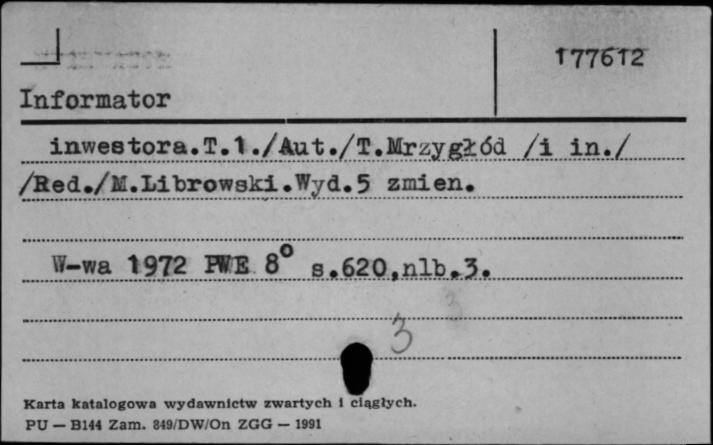 177612
Informator
inwestora.T.1./Aut./T.Mrzygłód /i in./
/Red./M.Librowski.Wyd.5 zmien.
W-wa 1972 PWE 8° s.620,nlb.3.
3
Karta katalogowa wydawnictw zwartych i ciągłych.
PU — B144 Zam. 849/DW/On ZGG — 1991